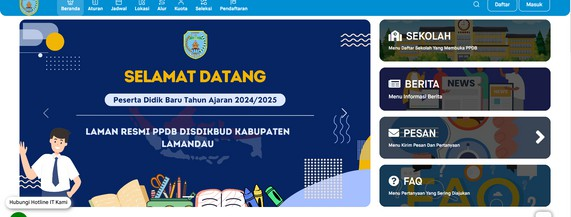 Beranda Aturan Jadwal Lokasi Alur Kuota Seleksi Pendaftaran Daftar Masuk
SELAMAT DATANG
Peserta Didik Baru Tahun Ajaran 2024/2025
LAMAN RESMI PPDB DISDIKBUD KABUPATEN
LAMANDAU
Hubungi Hotline IT Kami
SEKOLAH
Menu Daftar Sekolah Yang Membuka PPDB
NEWS
BERITA
Menu Informasi Berita
PESAN
Menu Kirim Pesan Dan Pertanyaan
FAQ
Menu Pertanyaan Yang Sering Diajukan